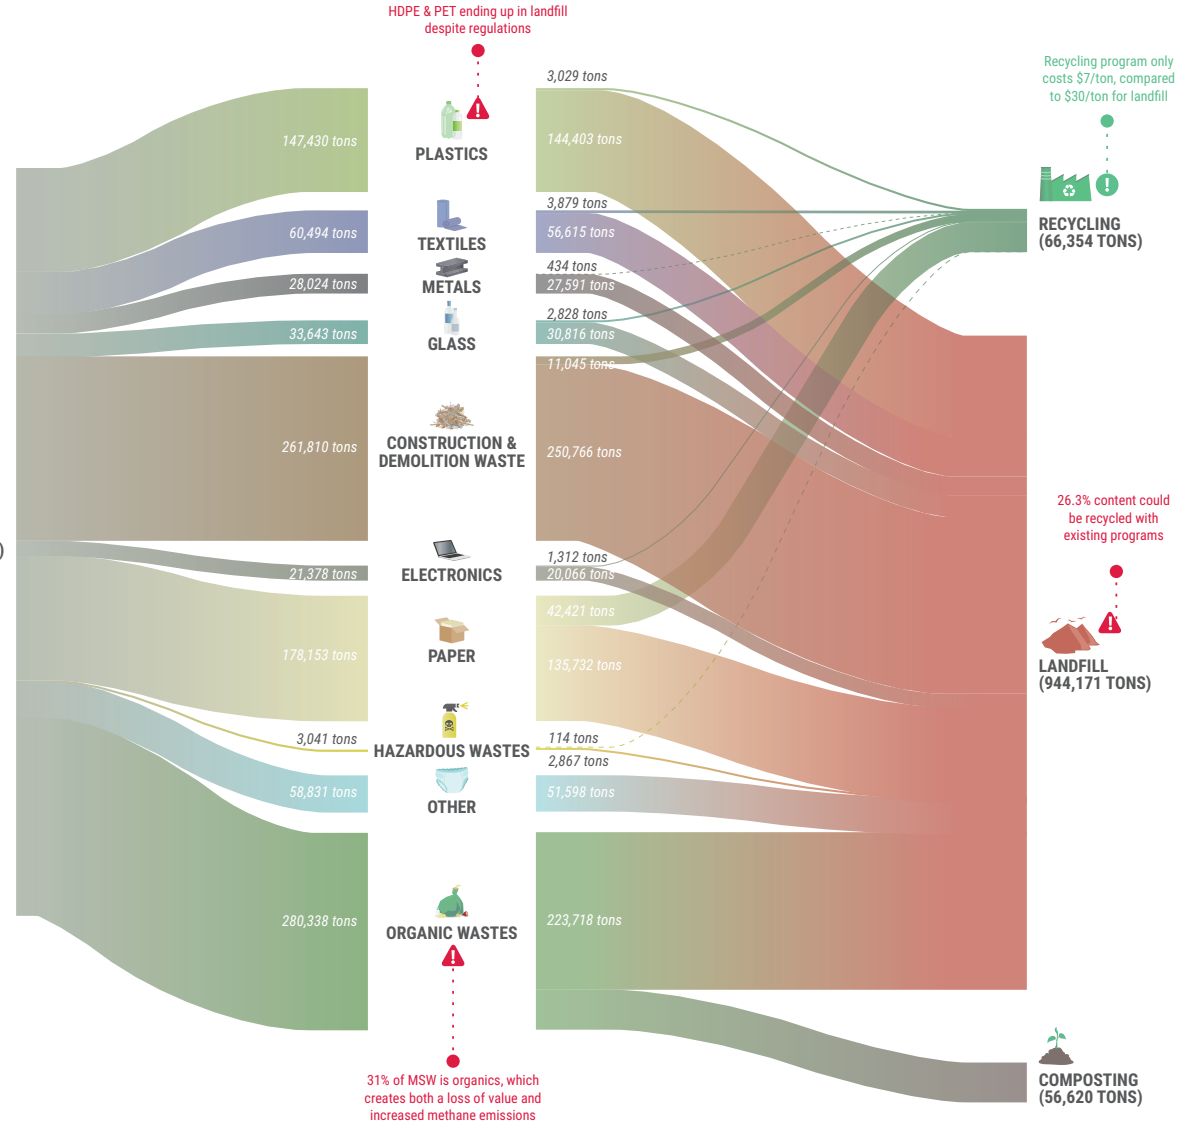 HDPE & PET ending up in landfill
despite regulations
3,029 tons
147,430 tons
144,403 tons
PLASTICS
Recycling program only
costs $7/ton, compared
to $30/ton for landfill
RECYCLING
(66,354 TONS)
3,879 tons
60,494 tons
56,615 tons
TEXTILES
434 tons
28,024 tons
27,591 tons
METALS
2,828 tons
33,643 tons
30,816 tons
GLASS
11,045 tons
261,810 tons
250,766 tons
CONSTRUCTION &
DEMOLITION WASTE
26.3% content could
be recycled with
existing programs
)
1,312 tons
21,378 tons
20,066 tons
ELECTRONICS
42,421 tons
178,153 tons
135,732 tons
PAPER
LANDFILL
(944,171 TONS)
3,041 tons
114 tons
HAZARDOUS WASTES
2,867 tons
58,831 tons
51,598 tons
OTHER
280,338 tons
223,718 tons
ORGANIC WASTES
31% of MSW is organics, which
creates both a loss of value and
increased methane emissions
COMPOSTING
(56,620 TONS)